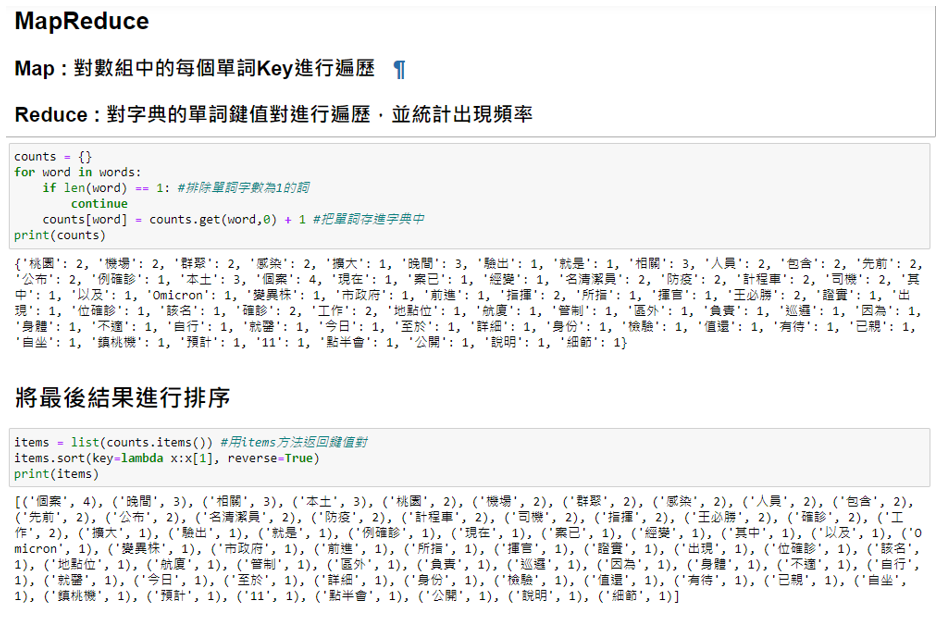 MapReduce
Map : 對數組中的每個單詞Key進行遍歷 ¶
Reduce : 對字典的單詞鍵值對進行遍歷，並統計出現頻率
counts = {}
for word in words:
    if len(word) == 1: #排除單詞字數為1的詞
        continue
    counts[word] = counts.get(word,0) + 1 #把單詞存進字典中
print(counts)
{'桃園': 2, '機場': 2, '群聚': 2, '感染': 2, '擴大': 1, '晚間': 3, '驗出': 1, '就是': 1, '相關': 3, '人員': 2, '包含': 2, '先前': 2,
'公布': 2, '例確診': 1, '本土': 3, '個案': 4, '現在': 1, '案已': 1, '經變': 1, '名清潔員': 2, '防疫': 2, '計程車': 2, '司機': 2, '其
中': 1, '以及': 1, 'Omicron': 1, '變異株': 1, '市政府': 1, '前進': 1, '指揮': 2, '所指': 1, '揮官': 1, '王必勝': 2, '證實': 1, '出
現': 1, '位確診': 1, '該名': 1, '確診': 2, '工作': 2, '地點位': 1, '航廈': 1, '管制': 1, '區外': 1, '負責': 1, '巡邏': 1, '因為': 1,
'身體': 1, '不適': 1, '自行': 1, '就醫': 1, '今日': 1, '至於': 1, '詳細': 1, '身份': 1, '檢驗': 1, '值還': 1, '有待': 1, '已親': 1,
'自坐': 1, '鎮桃機': 1, '預計': 1, '11': 1, '點半會': 1, '公開': 1, '說明': 1, '細節': 1}
將最後結果進行排序
items = list(counts.items()) #用items方法返回鍵值對
items.sort(key=lambda x:x[1], reverse=True)
print(items)
[('個案', 4), ('晚間', 3), ('相關', 3), ('本土', 3), ('桃園', 2), ('機場', 2), ('群聚', 2), ('感染', 2), ('人員', 2), ('包含', 2),
('先前', 2), ('公布', 2), ('名清潔員', 2), ('防疫', 2), ('計程車', 2), ('司機', 2), ('指揮', 2), ('王必勝', 2), ('確診', 2), ('工
作', 2), ('擴大', 1), ('驗出', 1), ('就是', 1), ('例確診', 1), ('現在', 1), ('案已', 1), ('經變', 1), ('其中', 1), ('以及', 1), ('O
micron', 1), ('變異株', 1), ('市政府', 1), ('前進', 1), ('所指', 1), ('揮官', 1), ('證實', 1), ('出現', 1), ('位確診', 1), ('該名',
1), ('地點位', 1), ('航廈', 1), ('管制', 1), ('區外', 1), ('負責', 1), ('巡邏', 1), ('因為', 1), ('身體', 1), ('不適', 1), ('自行',
1), ('就醫', 1), ('今日', 1), ('至於', 1), ('詳細', 1), ('身份', 1), ('檢驗', 1), ('值還', 1), ('有待', 1), ('已親', 1), ('自坐',
1), ('鎮桃機', 1), ('預計', 1), ('11', 1), ('點半會', 1), ('公開', 1), ('說明', 1), ('細節', 1)]